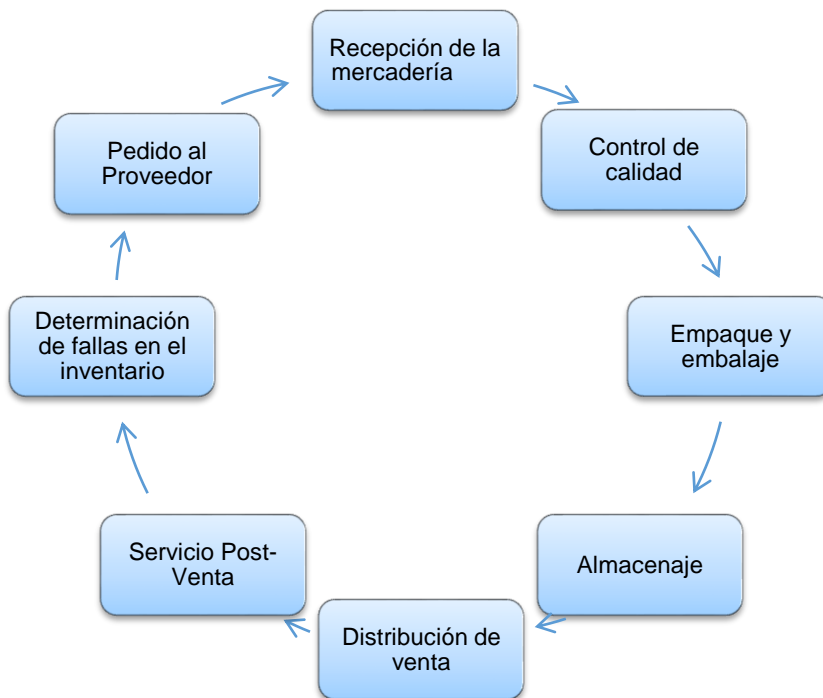 Recepción de la
mercadería
Control de
calidad
Empaque y
embalaje
Almacenaje
Distribución de
venta
Servicio Post-
Venta
Determinación
de fallas en el
inventario
Pedido al
Proveedor